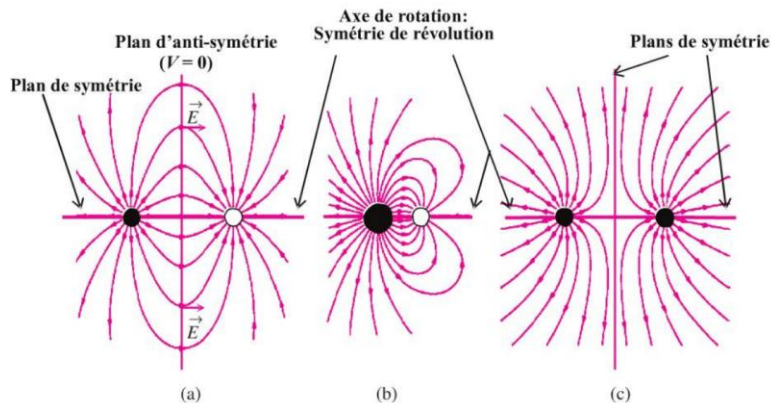 Axe de rotation:
Symétrie de révolution
Plan d'anti-symétrie
(V = 0)
Plans de symétrie
Plan de symétrie
E
E
(a)
(b)
(c)